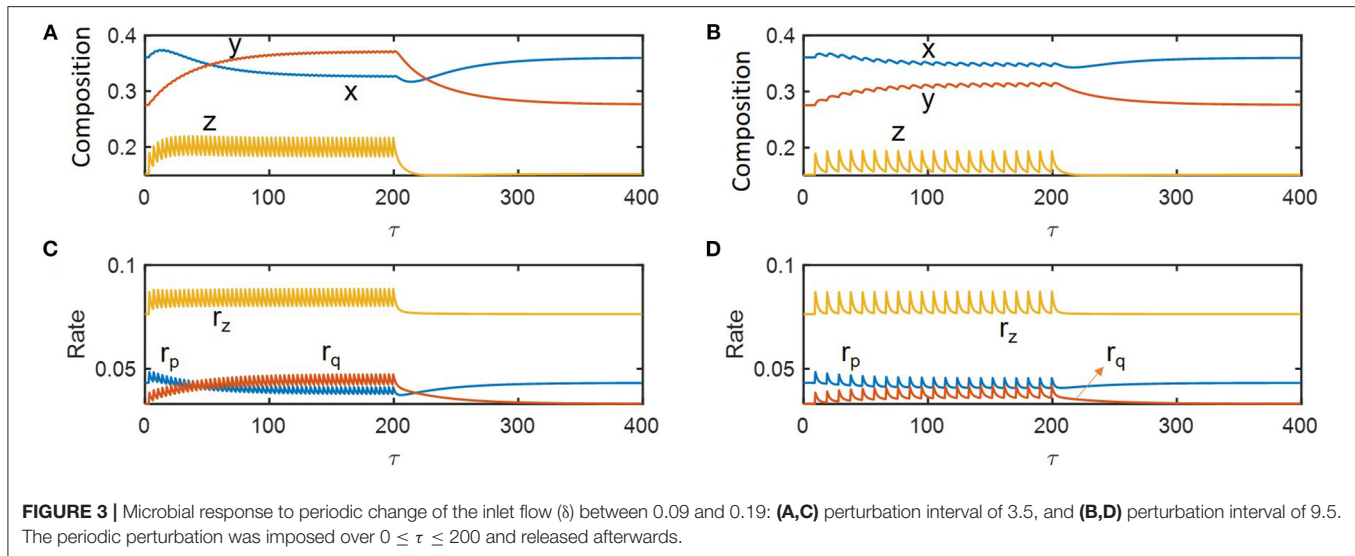 A
B
Composition
0.4
0.3
0.2
y
x
z
0
100
200
300
400
τ
Composition
0.4
0.3
0.2
x
y
z
0
100
200
300
400
τ
C
D
Rate
0.1
0.05
r_z
r_p
r_q
0
100
200
300
400
τ
Rate
0.1
0.05
r_z
r_p
r_q
0
100
200
300
400
τ
FIGURE 3 | Microbial response to periodic change of the inlet flow (δ) between 0.09 and 0.19: (A,C) perturbation interval of 3.5, and (B,D) perturbation interval of 9.5.
The periodic perturbation was imposed over 0 ≤ τ ≤ 200 and released afterwards.